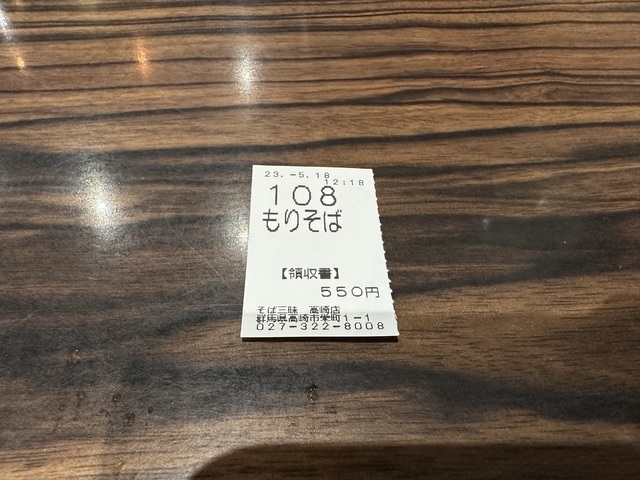 23.-5.18
12:18
108
もりそば
【領収書】
550円
そば三昧 高崎店
群馬県高崎市栄町1-1
027-322-8008